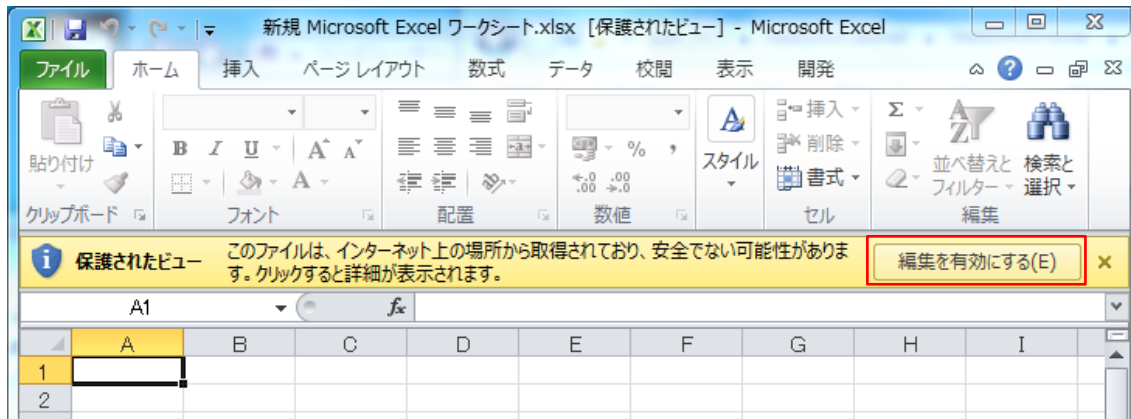 新規 Microsoft Excel ワークシート.xlsx [保護されたビュー] - Microsoft Excel
ファイル ホーム 挿入 ページ レイアウト 数式 データ 校閲 表示 開発
貼り付け
クリップボード
B I U A A
A
フォント
配置
% ,
.0 .00
.00 .0
数値
A
スタイル
挿入
削除
書式
セル
Σ
A
Z
並べ替えと
フィルター
検索と
選択
編集
保護されたビュー
このファイルは、インターネット上の場所から取得されており、安全でない可能性がありま
す。クリックすると詳細が表示されます。
編集を有効にする(E)
A1 fx
A B C D E F G H I
1
2